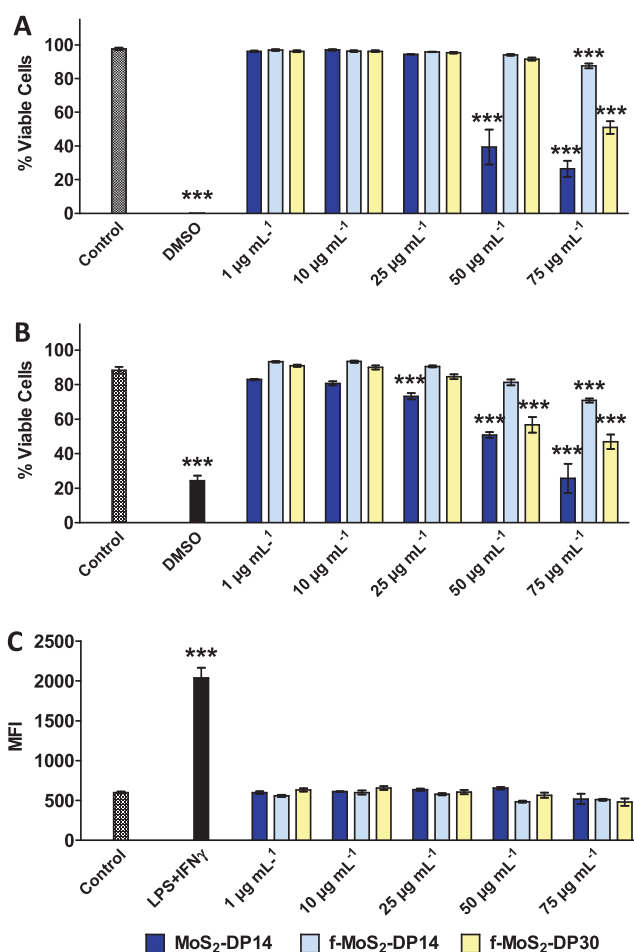 A
% Viable Cells
100
80
60
40
20
0
***
***
***
***
***
Control
DMSO
1 µg mL-¹
10 µg mL⁻¹
25 µg mL⁻¹
50 µg mL⁻¹
75 µg mL⁻¹
B
% Viable Cells
100
80
60
40
20
0
***
***
***
***
***
***
***
Control
DMSO
1 µg mL-¹
10 µg mL⁻¹
25 µg mL⁻¹
50 µg mL⁻¹
75 µg mL⁻¹
C
MFI
2500
2000
1500
1000
500
0
***
Control
LPS+IFNγ
1 µg mL⁻¹
10 µg mL⁻¹
25 µg mL⁻¹
50 µg mL⁻¹
75 µg mL⁻¹
MoS₂-DP14 f-MoS₂-DP14 f-MoS₂-DP30